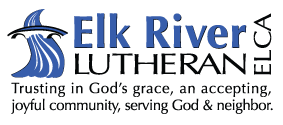 Elk River
LUTHERAN ELCA
Trusting in God's grace, an accepting,
joyful community, serving God & neighbor.